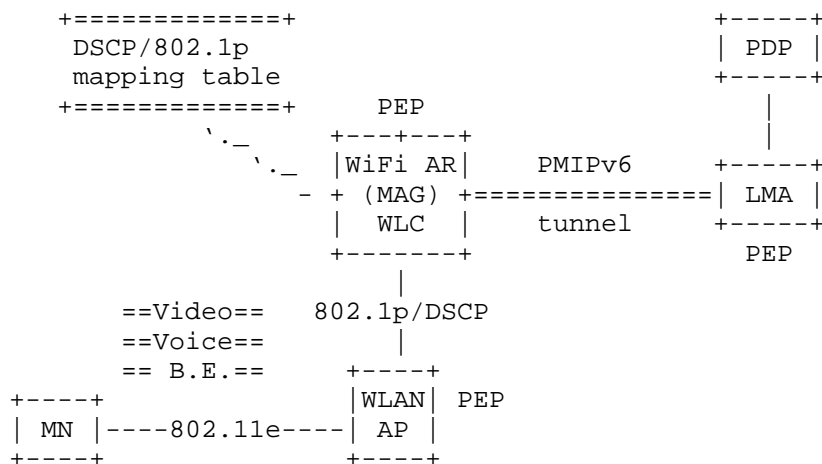 +=============+ +-----+
DSCP/802.1p | PDP |
mapping table +-----+
+=============+ PEP |
`._ +---+---+ |
`._ |WiFi AR| PMIPv6 +-----+
- + (MAG) +===============| LMA |
| WLC | tunnel +-----+
+-------+ PEP
|
==Video== 802.1p/DSCP
==Voice== |
== B.E.== +----+
+----+ |WLAN| PEP
| MN |----802.11e----| AP |
+----+ +----+